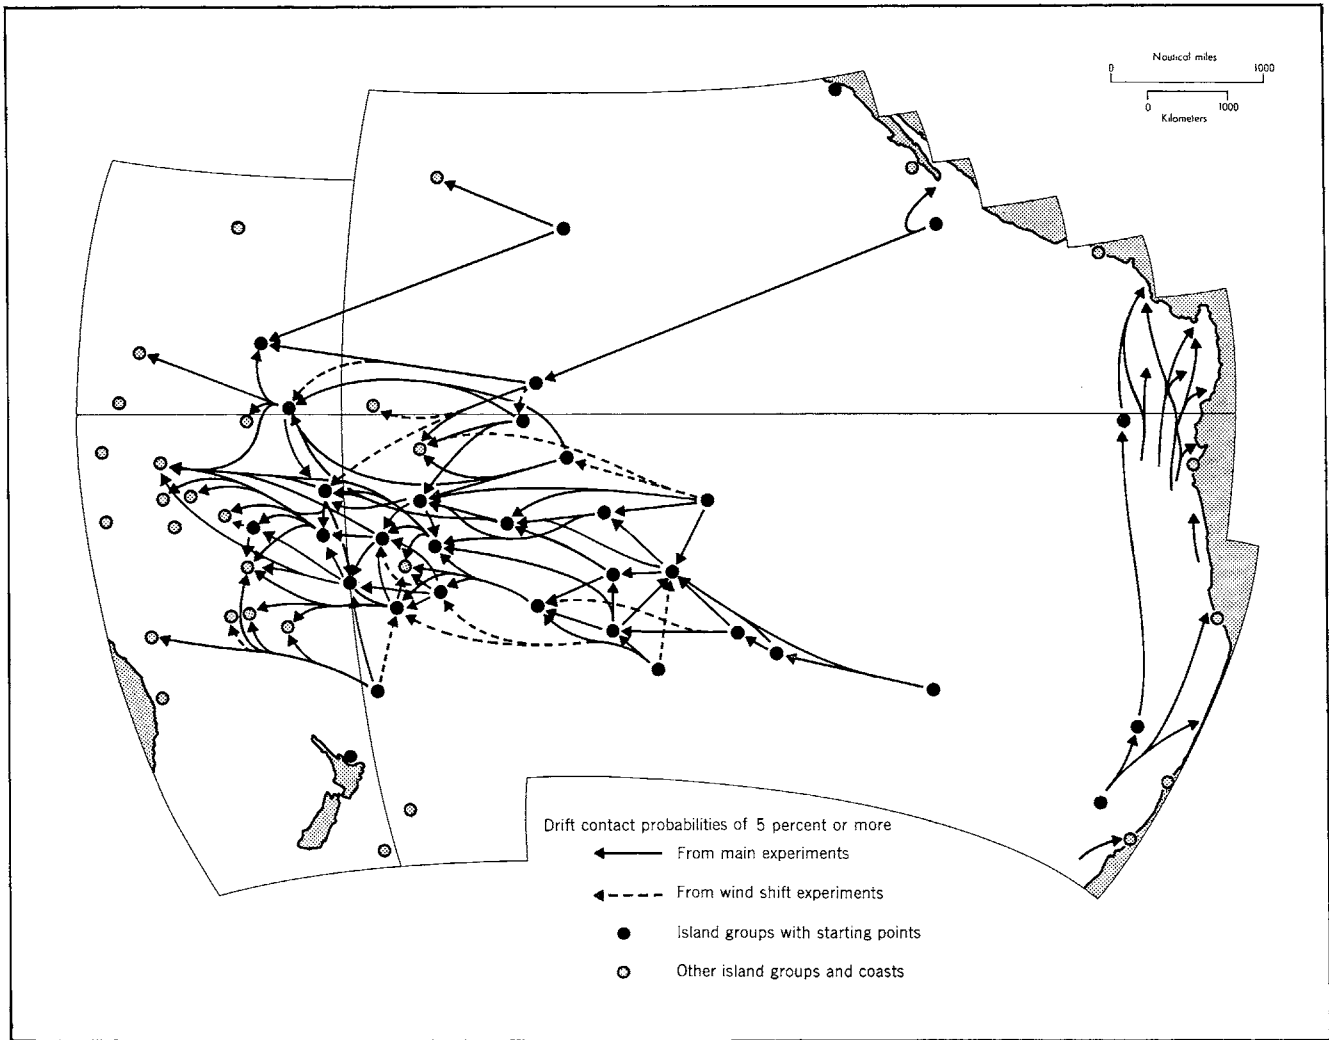 Nautical miles
0 1000
0 1000
Kilometers
Drift contact probabilities of 5 percent or more
From main experiments
From wind shift experiments
Island groups with starting points
Other island groups and coasts